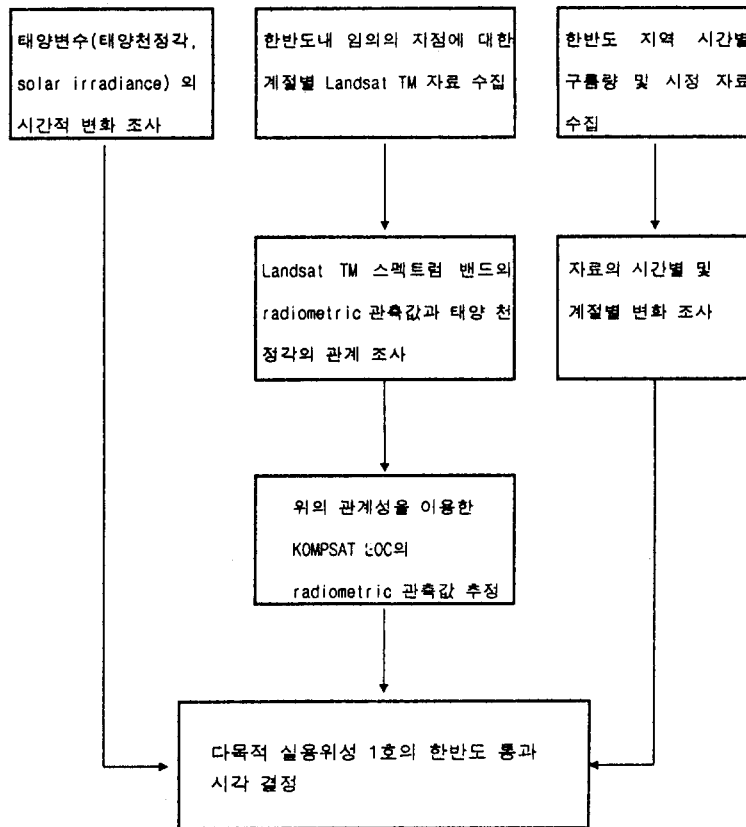 태양변수(태양천정각,
solar irradiance) 의
시간적 변화 조사
한반도내 임의의 지점에 대한
계절별 Landsat TM 자료 수집
한반도 지역 시간별
구름량 및 시정 자료
수집
Landsat TM 스펙트럼 밴드의
radiometric 관측값과 태양 천
정각의 관계 조사
자료의 시간별 및
계절별 변화 조사
위의 관계성을 이용한
KOMPSAT EOC의
radiometric 관측값 추정
다목적 실용위성 1호의 한반도 통과
시각 결정